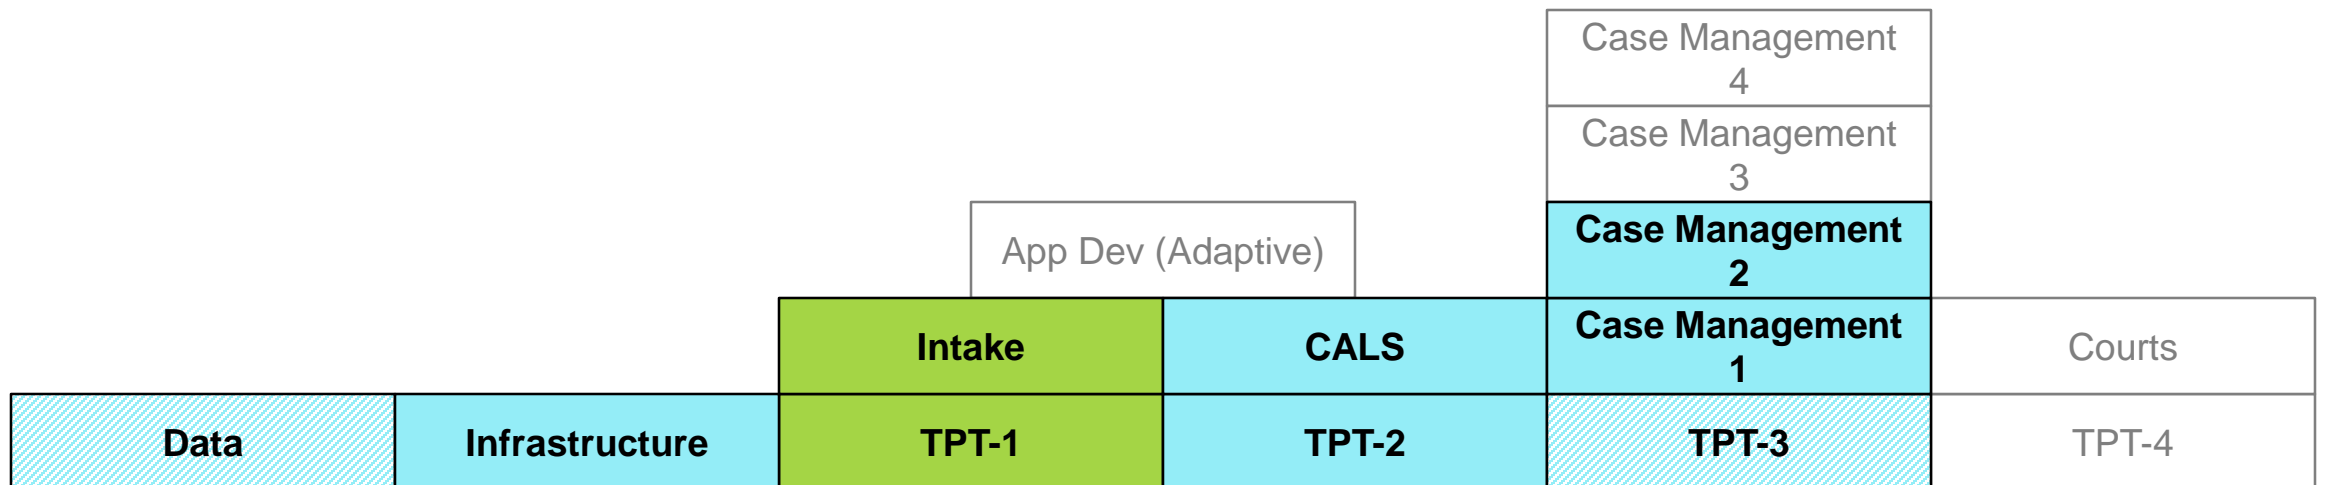 Case Management
4
Case Management
3
App Dev (Adaptive)
Case Management
2
Intake
CALS
Case Management
1
Courts
Data
Infrastructure
TPT-1
TPT-2
TPT-3
TPT-4